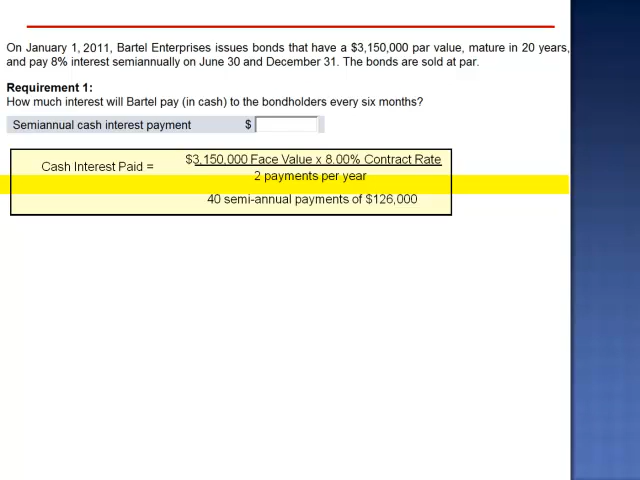 On January 1, 2011, Bartel Enterprises issues bonds that have a $3,150,000 par value, mature in 20 years,
and pay 8% interest semiannually on June 30 and December 31. The bonds are sold at par.
Requirement 1:
How much interest will Bartel pay (in cash) to the bondholders every six months?
Semiannual cash interest payment $
Cash Interest Paid = $3,150,000 Face Value x 8.00% Contract Rate
2 payments per year
40 semi-annual payments of $126,000